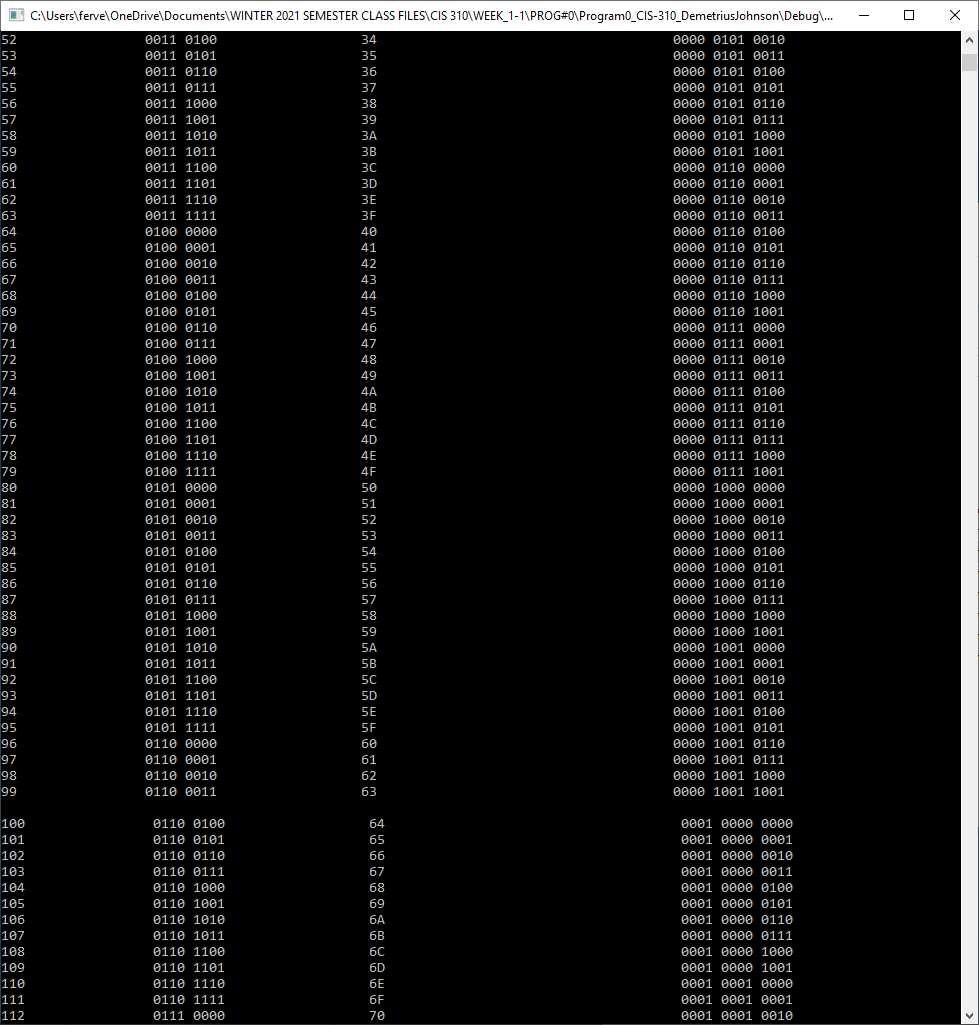 C:\Users\ferve\OneDrive\Documents\WINTER 2021 SEMESTER CLASS FILES\CIS 310\WEEK_1-1\PROG#0\Program0_CIS-310_DemetriusJohnson\Debug\...
52 0011 0100 34 0000 0101 0010
53 0011 0101 35 0000 0101 0011
54 0011 0110 36 0000 0101 0100
55 0011 0111 37 0000 0101 0101
56 0011 1000 38 0000 0101 0110
57 0011 1001 39 0000 0101 0111
58 0011 1010 3A 0000 0101 1000
59 0011 1011 3B 0000 0101 1001
60 0011 1100 3C 0000 0110 0000
61 0011 1101 3D 0000 0110 0001
62 0011 1110 3E 0000 0110 0010
63 0011 1111 3F 0000 0110 0011
64 0100 0000 40 0000 0110 0100
65 0100 0001 41 0000 0110 0101
66 0100 0010 42 0000 0110 0110
67 0100 0011 43 0000 0110 0111
68 0100 0100 44 0000 0110 1000
69 0100 0101 45 0000 0110 1001
70 0100 0110 46 0000 0111 0000
71 0100 0111 47 0000 0111 0001
72 0100 1000 48 0000 0111 0010
73 0100 1001 49 0000 0111 0011
74 0100 1010 4A 0000 0111 0100
75 0100 1011 4B 0000 0111 0101
76 0100 1100 4C 0000 0111 0110
77 0100 1101 4D 0000 0111 0111
78 0100 1110 4E 0000 0111 1000
79 0100 1111 4F 0000 0111 1001
80 0101 0000 50 0000 1000 0000
81 0101 0001 51 0000 1000 0001
82 0101 0010 52 0000 1000 0010
83 0101 0011 53 0000 1000 0011
84 0101 0100 54 0000 1000 0100
85 0101 0101 55 0000 1000 0101
86 0101 0110 56 0000 1000 0110
87 0101 0111 57 0000 1000 0111
88 0101 1000 58 0000 1000 1000
89 0101 1001 59 0000 1000 1001
90 0101 1010 5A 0000 1001 0000
91 0101 1011 5B 0000 1001 0001
92 0101 1100 5C 0000 1001 0010
93 0101 1101 5D 0000 1001 0011
94 0101 1110 5E 0000 1001 0100
95 0101 1111 5F 0000 1001 0101
96 0110 0000 60 0000 1001 0110
97 0110 0001 61 0000 1001 0111
98 0110 0010 62 0000 1001 1000
99 0110 0011 63 0000 1001 1001
100 0110 0100 64 0001 0000 0000
101 0110 0101 65 0001 0000 0001
102 0110 0110 66 0001 0000 0010
103 0110 0111 67 0001 0000 0011
104 0110 1000 68 0001 0000 0100
105 0110 1001 69 0001 0000 0101
106 0110 1010 6A 0001 0000 0110
107 0110 1011 6B 0001 0000 0111
108 0110 1100 6C 0001 0000 1000
109 0110 1101 6D 0001 0000 1001
110 0110 1110 6E 0001 0001 0000
111 0110 1111 6F 0001 0001 0001
112 0111 0000 70 0001 0001 0010